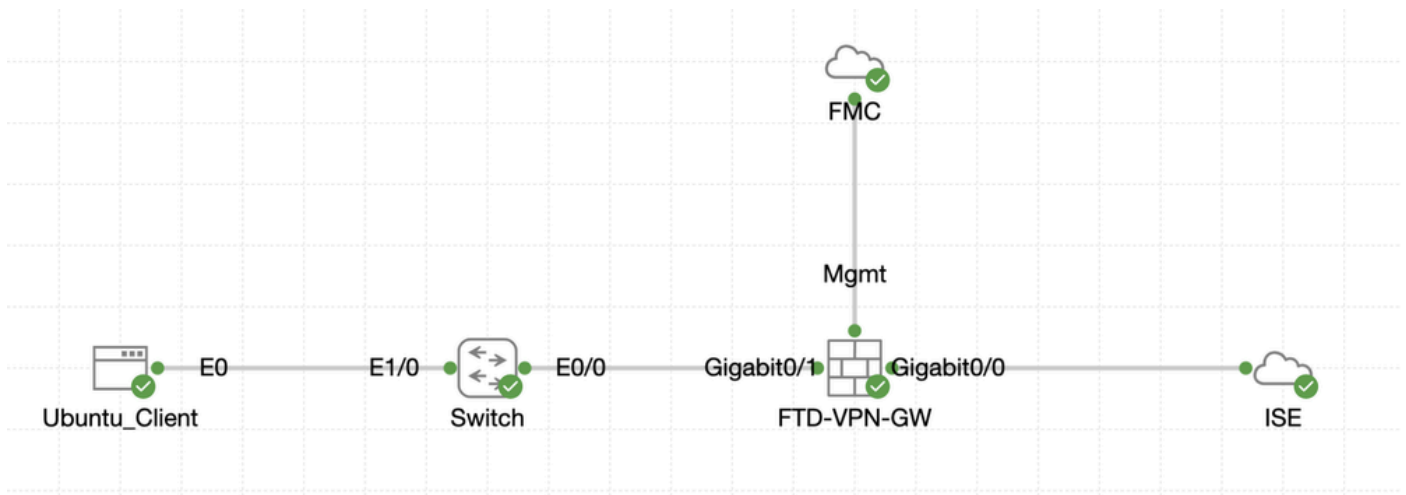 FMC
Mgmt
E0 E1/0 E0/0 Gigabit0/1 Gigabit0/0
Ubuntu_Client Switch FTD-VPN-GW ISE